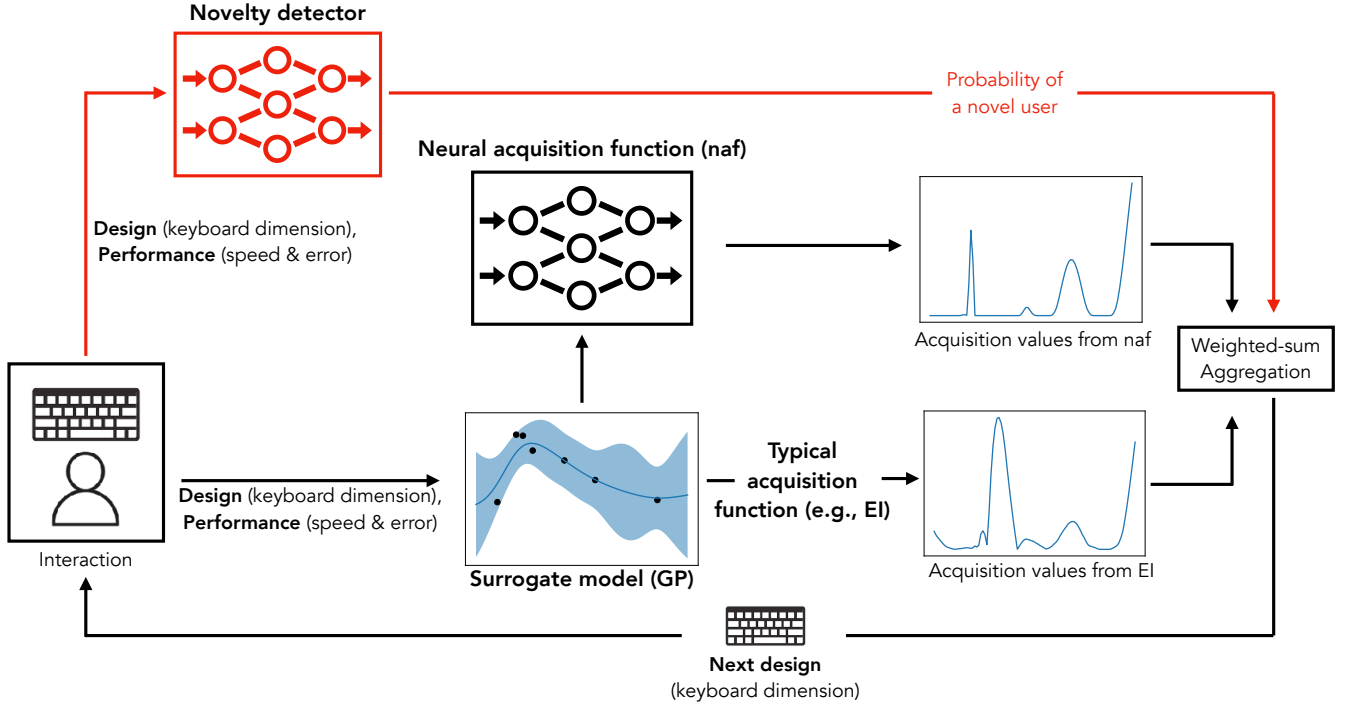 Novelty detector
Probability of
a novel user
Neural acquisition function (naf)
Design (keyboard dimension),
Performance (speed & error)
Acquisition values from naf
Weighted-sum
Aggregation
Typical
acquisition
function (e.g., EI)
Design (keyboard dimension),
Performance (speed & error)
Interaction
Surrogate model (GP)
Acquisition values from EI
Next design
(keyboard dimension)